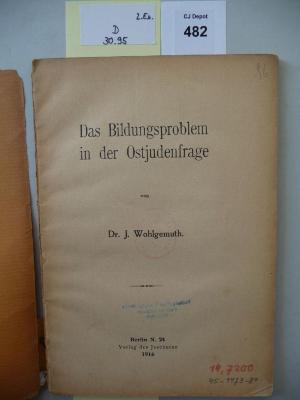 2. Ex.
D
30.95
CJ Depot
482
Das Bildungsproblem
in der Ostjudenfrage
von
Dr. J. Wohlgemuth.
Berlin N. 24
Verlag des Jeschurun
1916